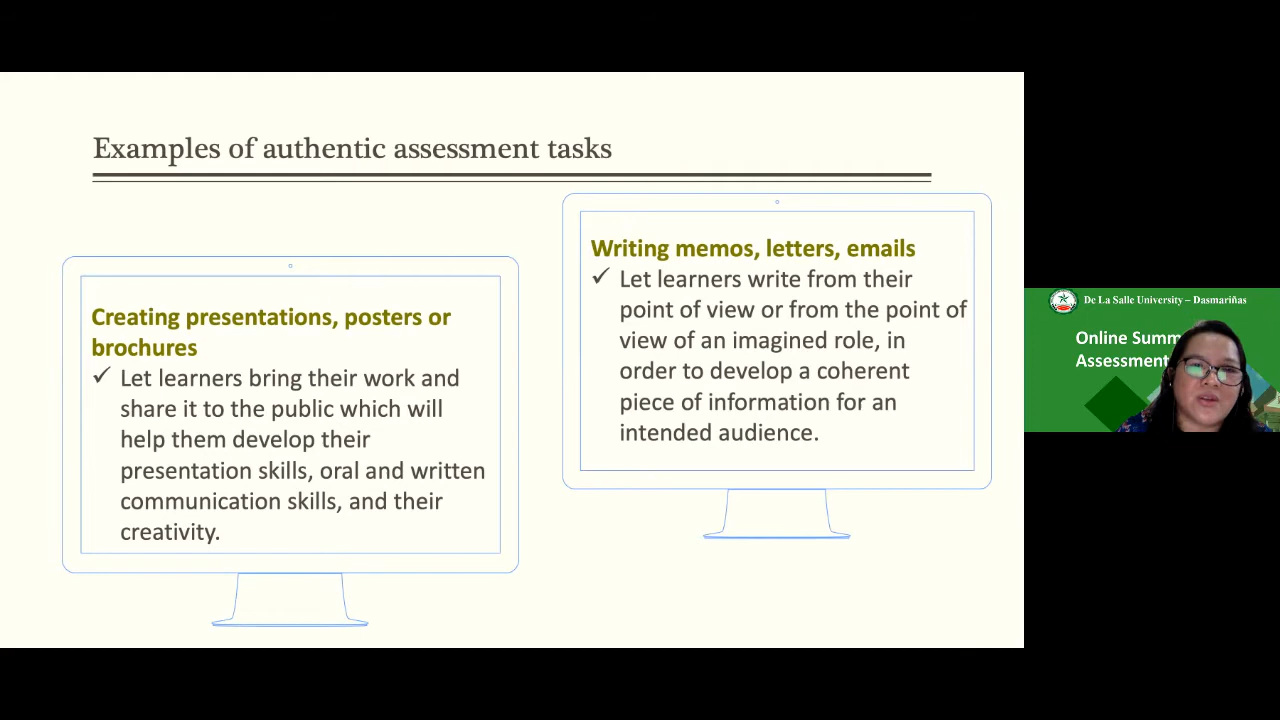 Examples of authentic assessment tasks
Creating presentations, posters or
brochures
✓ Let learners bring their work and
share it to the public which will
help them develop their
presentation skills, oral and written
communication skills, and their
creativity.
Writing memos, letters, emails
✓ Let learners write from their
point of view or from the point of
view of an imagined role, in
order to develop a coherent
piece of information for an
intended audience.
De La Salle University – Dasmariñas
Online
Assessment